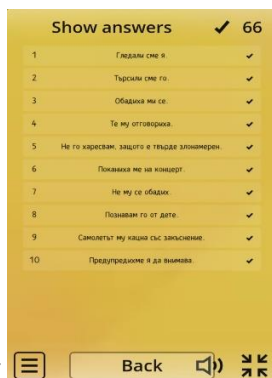 Show answers ✔ 66
1 Гледали сме я. ✔
2 Търсили сме го. ✔
3 Обадиха ми се. ✔
4 Те му отговориха. ✔
5 Не го харесвам, защото е твърде злонамерен. ✔
6 Поканиха ме на концерт. ✔
7 Не му се обадих. ✔
8 Познавам го от дете. ✔
9 Самолетът му кацна със закъснение. ✔
10 Предупредихме я да внимава. ✔
Back